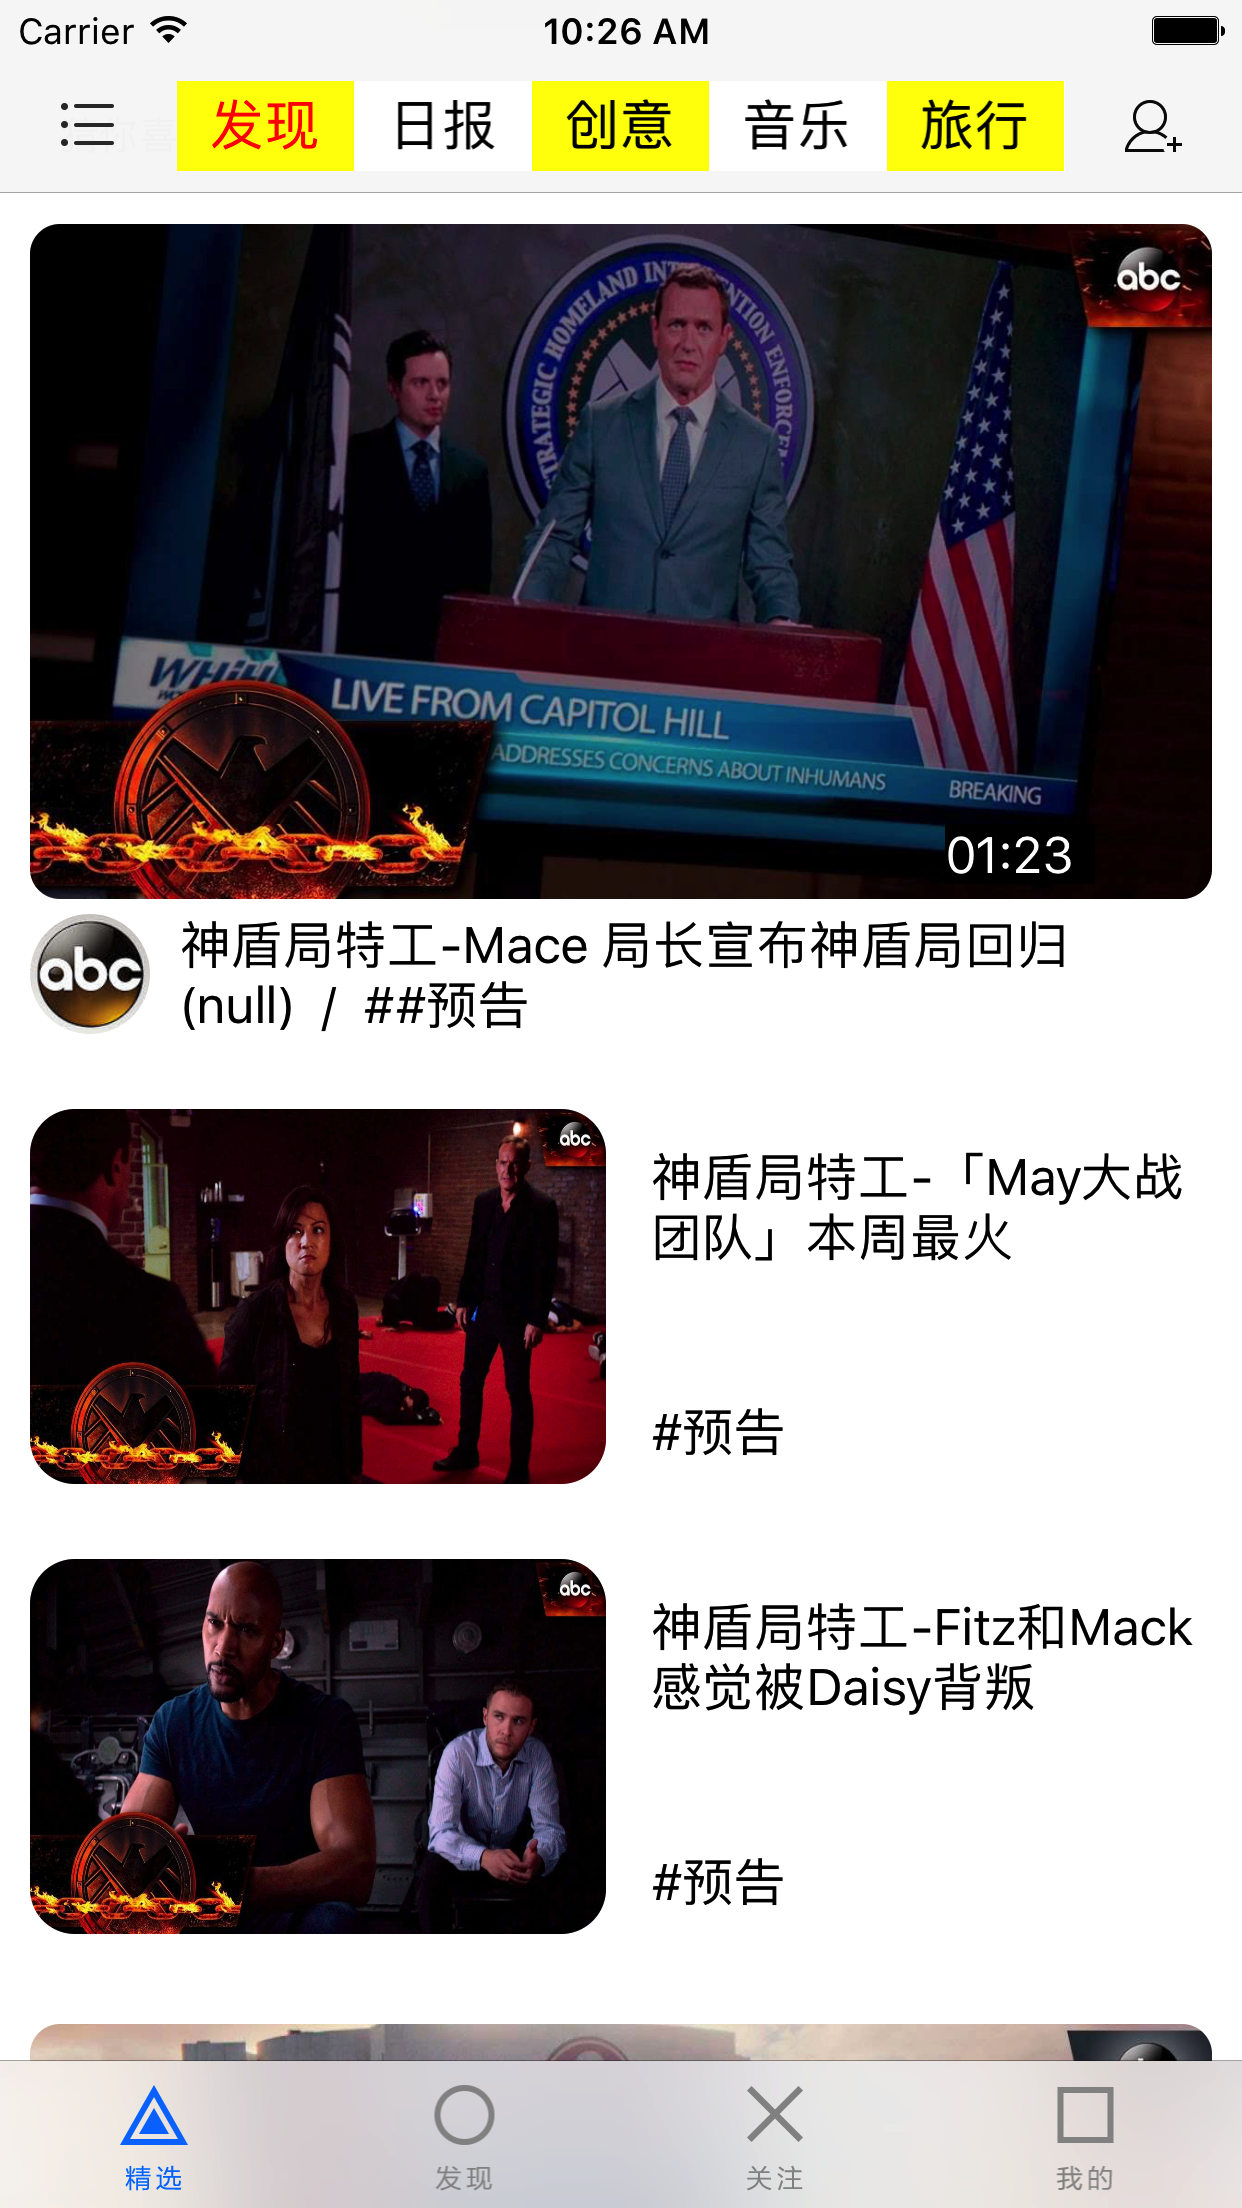 Carrier 10:26 AM
发现 日报 创意 音乐 旅行
abc
STRATEGIC HOMELAND INTERVENTION ENFORCE
WHiH
LIVE FROM CAPITOL HILL
ADDRESSES CONCERNS ABOUT INHUMANS
BREAKING
01:23
abc
神盾局特工-Mace 局长宣布神盾局回归
(null) / ##预告
abc
神盾局特工-「May大战
团队」本周最火
#预告
abc
神盾局特工-Fitz和Mack
感觉被Daisy背叛
#预告
精选 发现 关注 我的